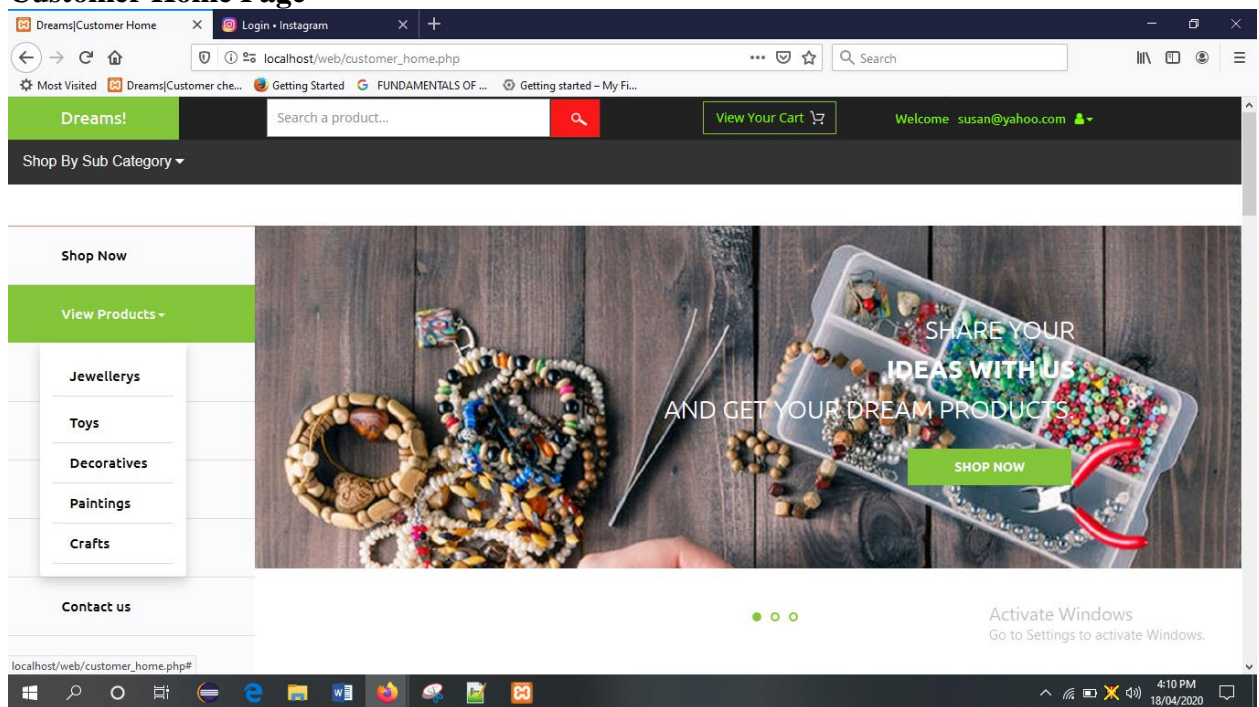 Customer Home Page
Dreams|Customer Home
Login • Instagram
localhost/web/customer_home.php
Search
Most Visited
Dreams|Customer che...
Getting Started
FUNDAMENTALS OF ...
Getting started – My Fi...
Dreams!
Search a product...
View Your Cart
Welcome susan@yahoo.com
Shop By Sub Category
Shop Now
View Products
Jewellerys
Toys
Decoratives
Paintings
Crafts
Contact us
SHARE YOUR
IDEAS WITH US
AND GET YOUR DREAM PRODUCTS.
SHOP NOW
Activate Windows
Go to Settings to activate Windows.
localhost/web/customer_home.php#
4:10 PM
18/04/2020